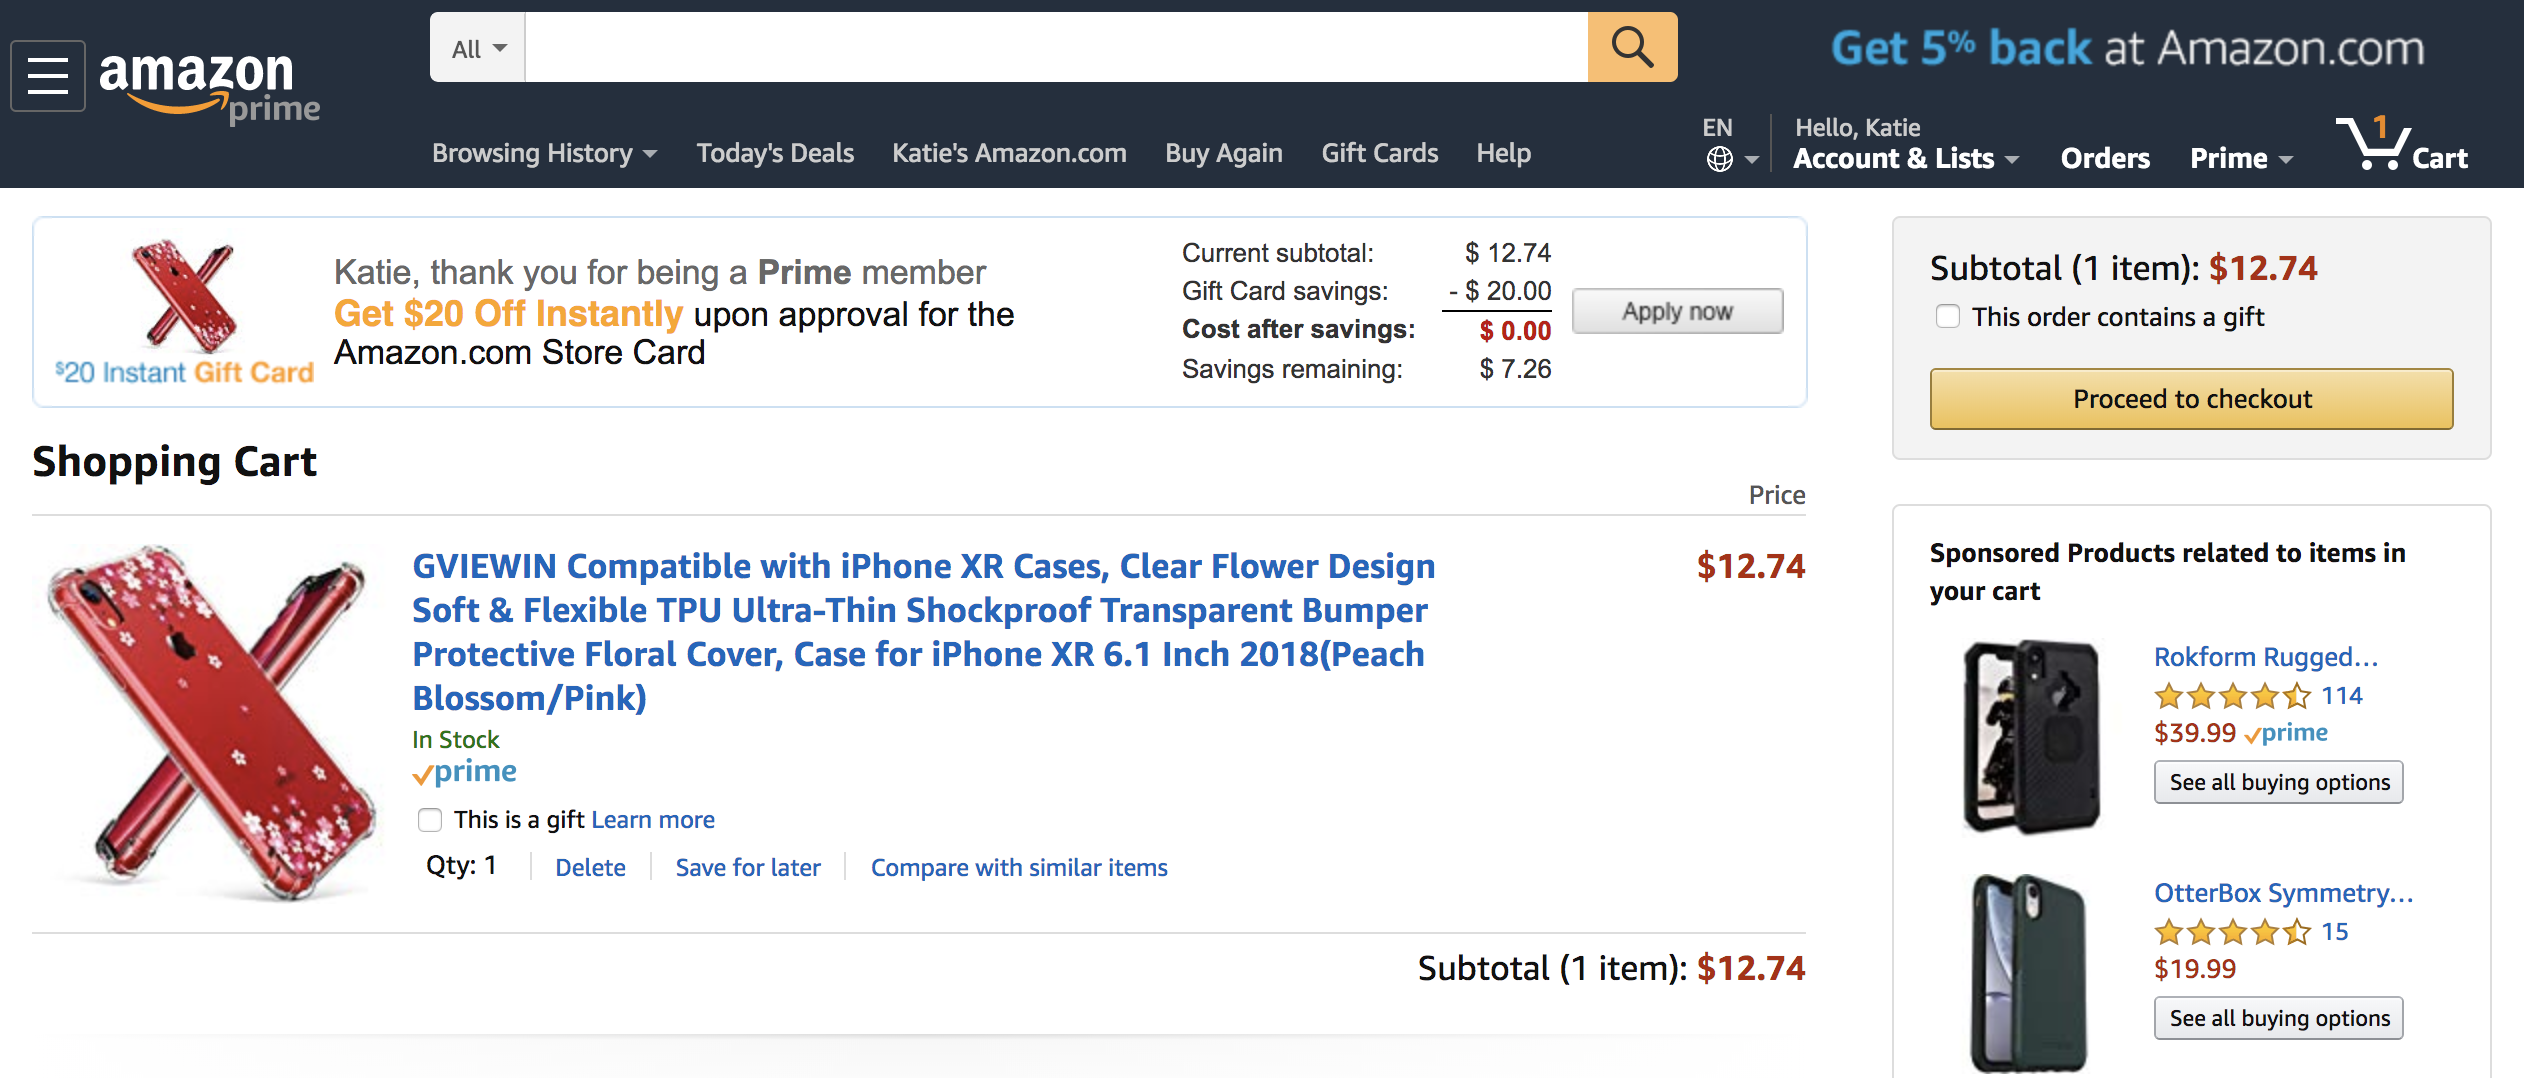 amazon
prime
All
Get 5% back at Amazon.com
Browsing History
Today's Deals
Katie's Amazon.com
Buy Again
Gift Cards
Help
EN
Hello, Katie
Account & Lists
Orders
Prime
1
Cart
$20 Instant Gift Card
Katie, thank you for being a Prime member
Get $20 Off Instantly upon approval for the
Amazon.com Store Card
Current subtotal: $ 12.74
Gift Card savings: - $ 20.00
Cost after savings: $ 0.00
Savings remaining: $ 7.26
Apply now
Subtotal (1 item): $12.74
This order contains a gift
Proceed to checkout
Shopping Cart
Price
GVIEWIN Compatible with iPhone XR Cases, Clear Flower Design
Soft & Flexible TPU Ultra-Thin Shockproof Transparent Bumper
Protective Floral Cover, Case for iPhone XR 6.1 Inch 2018(Peach
Blossom/Pink)
$12.74
In Stock
prime
This is a gift Learn more
Qty: 1
Delete
Save for later
Compare with similar items
Subtotal (1 item): $12.74
Sponsored Products related to items in
your cart
Rokform Rugged...
114
$39.99 prime
See all buying options
OtterBox Symmetry...
15
$19.99
See all buying options